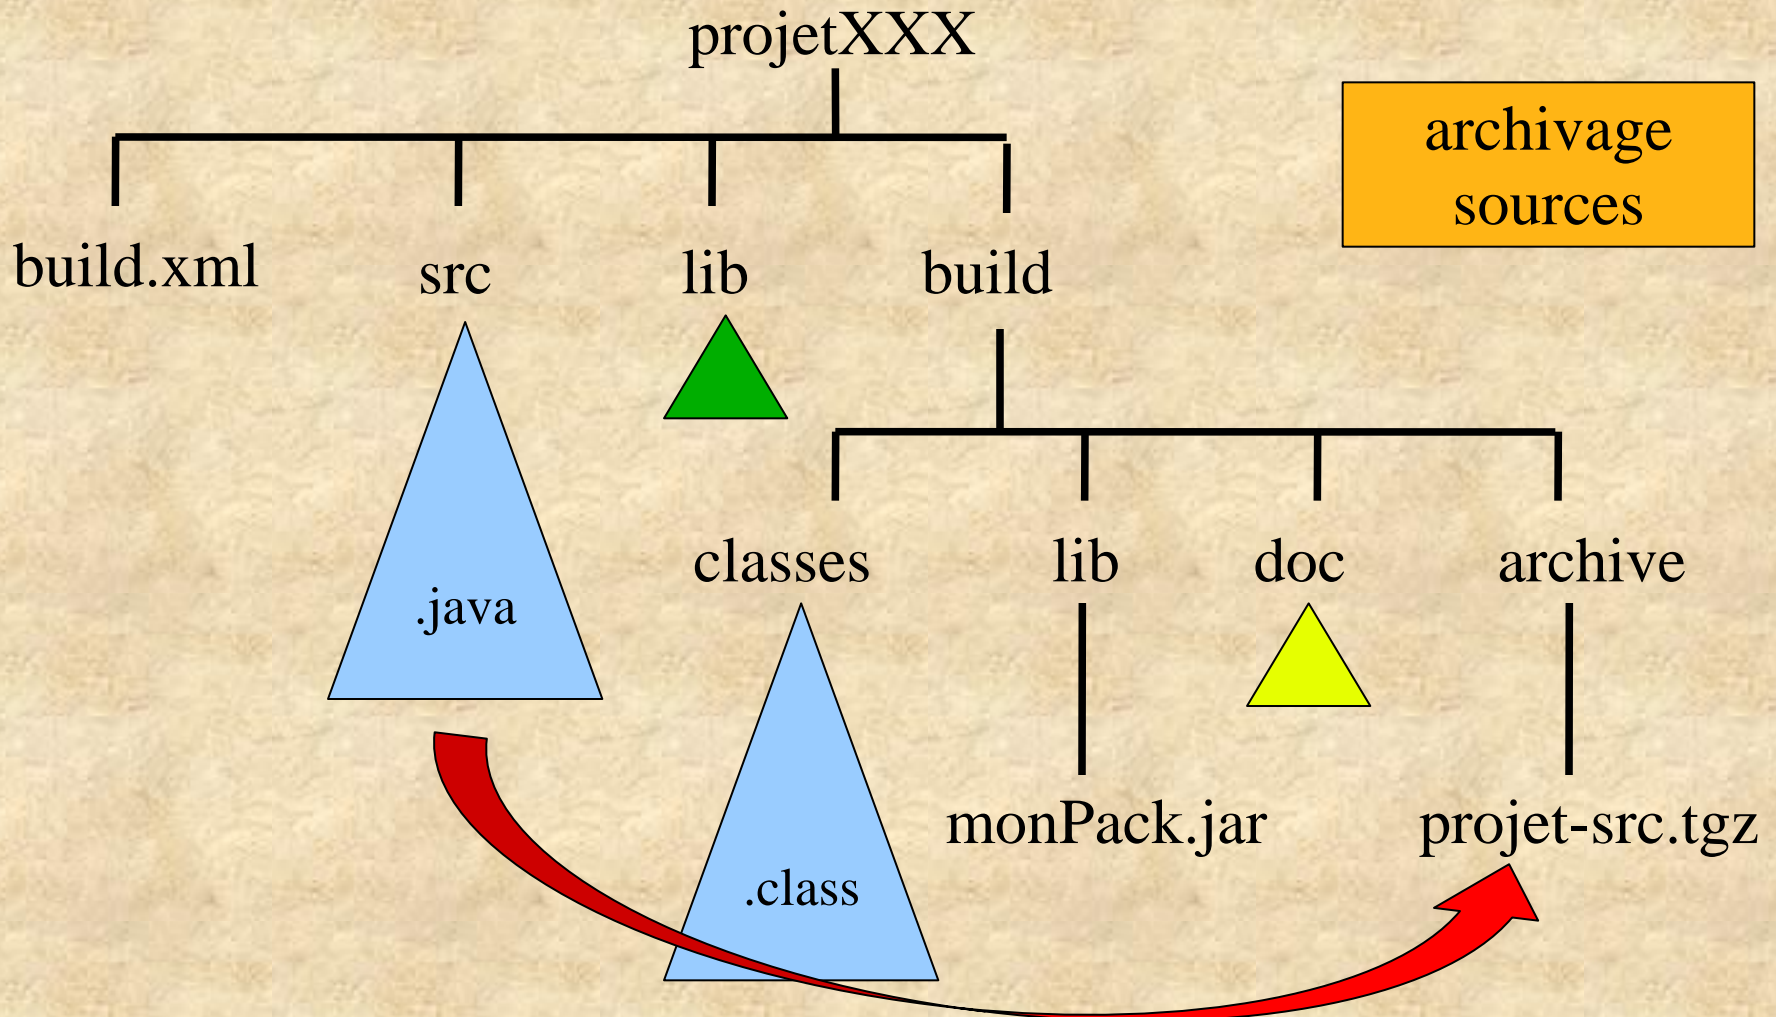 projetXXX
archivage
sources
build.xml
src
lib
build
classes
lib
doc
archive
.java
monPack.jar
projet-src.tgz
.class